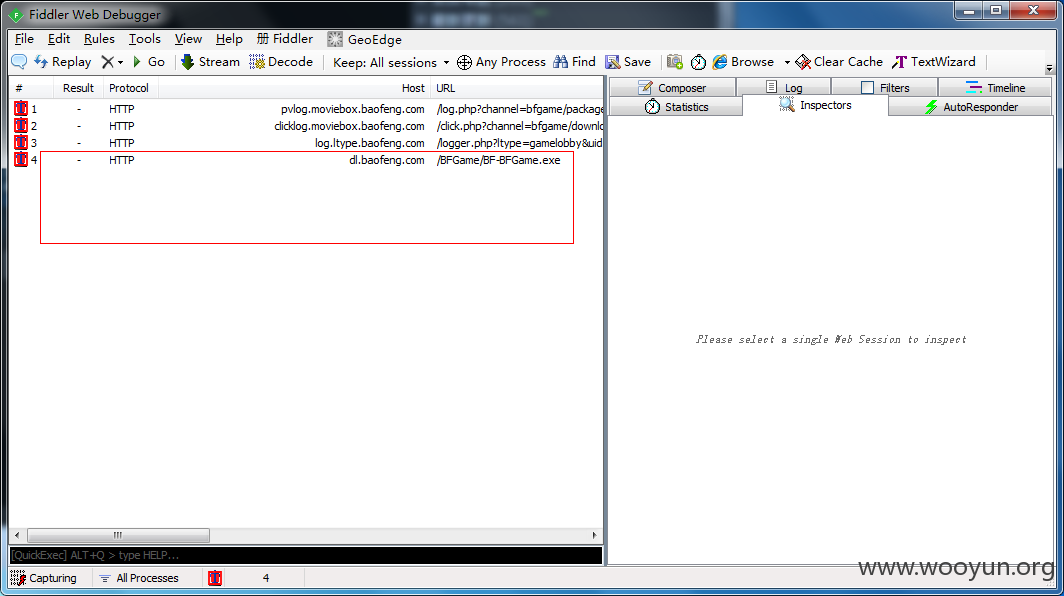 Fiddler Web Debugger
File Edit Rules Tools View Help 册 Fiddler GeoEdge
Replay Go Stream Decode Keep: All sessions Any Process Find Save Browse Clear Cache TextWizard
# Result Protocol Host URL
1 - HTTP pvlog.moviebox.baofeng.com /log.php?channel=bfgame/package
2 - HTTP clicklog.moviebox.baofeng.com /click.php?channel=bfgame/downlo
3 - HTTP log.ltype.baofeng.com /logger.php?ltype=gamelobby&uid
4 - HTTP dl.baofeng.com /BFGame/BF-BFGame.exe
Composer Log Filters Timeline
Statistics Inspectors AutoResponder
Please select a single Web Session to inspect
[QuickExec] ALT+Q > type HELP...
Capturing All Processes 4
www.wooyun.org